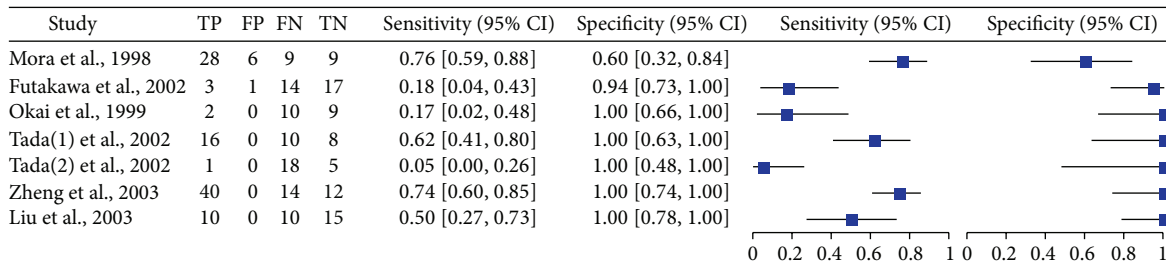 Study TP FP FN TN Sensitivity (95% CI) Specificity (95% CI) Sensitivity (95% CI) Specificity (95% CI)
Mora et al., 1998 28 6 9 9 0.76 [0.59, 0.88] 0.60 [0.32, 0.84]
Futakawa et al., 2002 3 1 14 17 0.18 [0.04, 0.43] 0.94 [0.73, 1.00]
Okai et al., 1999 2 0 10 9 0.17 [0.02, 0.48] 1.00 [0.66, 1.00]
Tada(1) et al., 2002 16 0 10 8 0.62 [0.41, 0.80] 1.00 [0.63, 1.00]
Tada(2) et al., 2002 1 0 18 5 0.05 [0.00, 0.26] 1.00 [0.48, 1.00]
Zheng et al., 2003 40 0 14 12 0.74 [0.60, 0.85] 1.00 [0.74, 1.00]
Liu et al., 2003 10 0 10 15 0.50 [0.27, 0.73] 1.00 [0.78, 1.00]
0 0.2 0.4 0.6 0.8 1 0 0.2 0.4 0.6 0.8 1